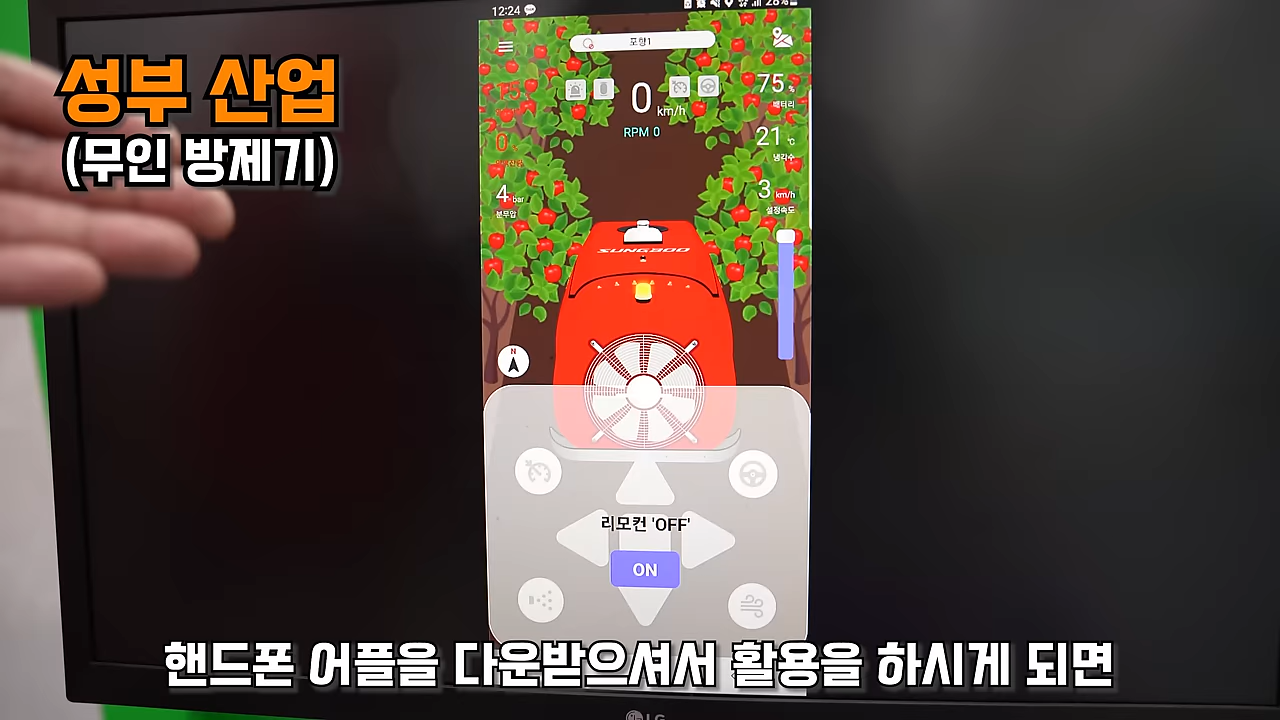 12:24
28%
포항1
0 km/h
RPM 0
75 %
배터리
21 °C
냉각수
0
4 bar
분무압
3 km/h
설정속도
SUNGBOO
N
리모컨 'OFF'
ON
성부 산업
(무인 방제기)
핸드폰 어플을 다운받으셔서 활용을 하시게 되면
LG